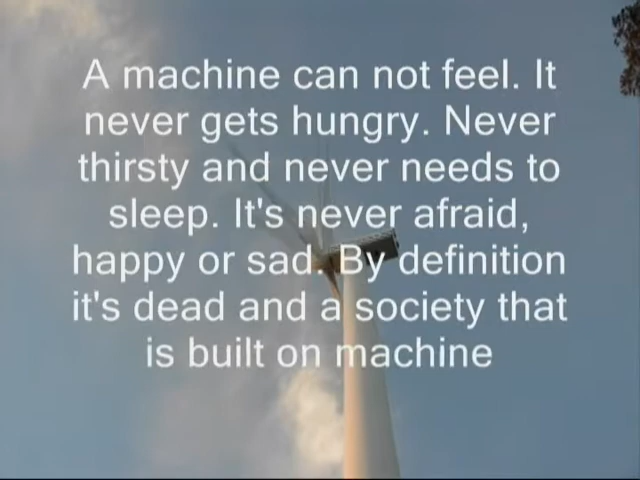 A machine can not feel. It
never gets hungry. Never
thirsty and never needs to
sleep. It's never afraid,
happy or sad. By definition
it's dead and a society that
is built on machine